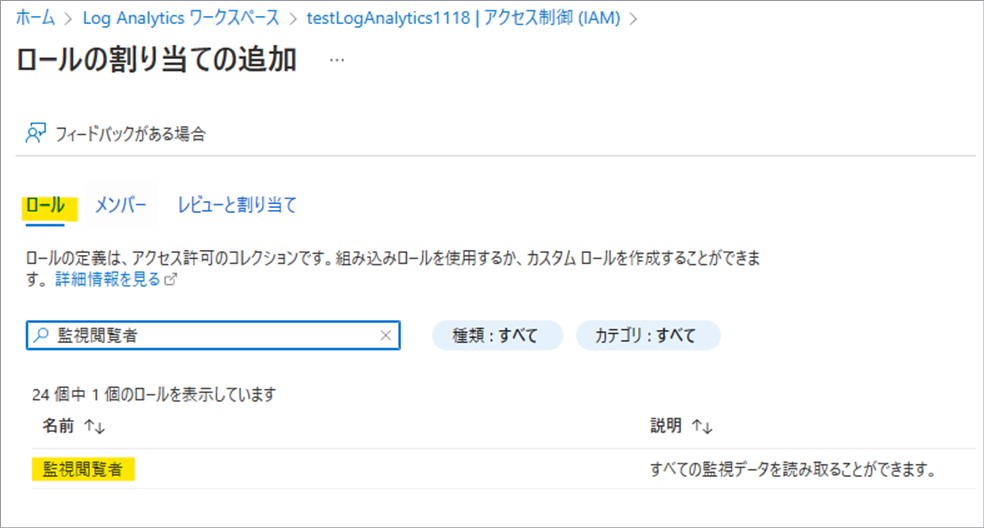 ホーム > Log Analytics ワークスペース > testLogAnalytics1118 | アクセス制御 (IAM) >
ロールの割り当ての追加 …
フィードバックがある場合
ロール メンバー レビューと割り当て
ロールの定義は、アクセス許可のコレクションです。組み込みロールを使用するか、カスタム ロールを作成することができま
す。 詳細情報を見る
監視閲覧者 ×
種類 : すべて カテゴリ : すべて
24 個中 1 個のロールを表示しています
名前 ↑↓ 説明 ↑↓
監視閲覧者 すべての監視データを読み取ることができます。